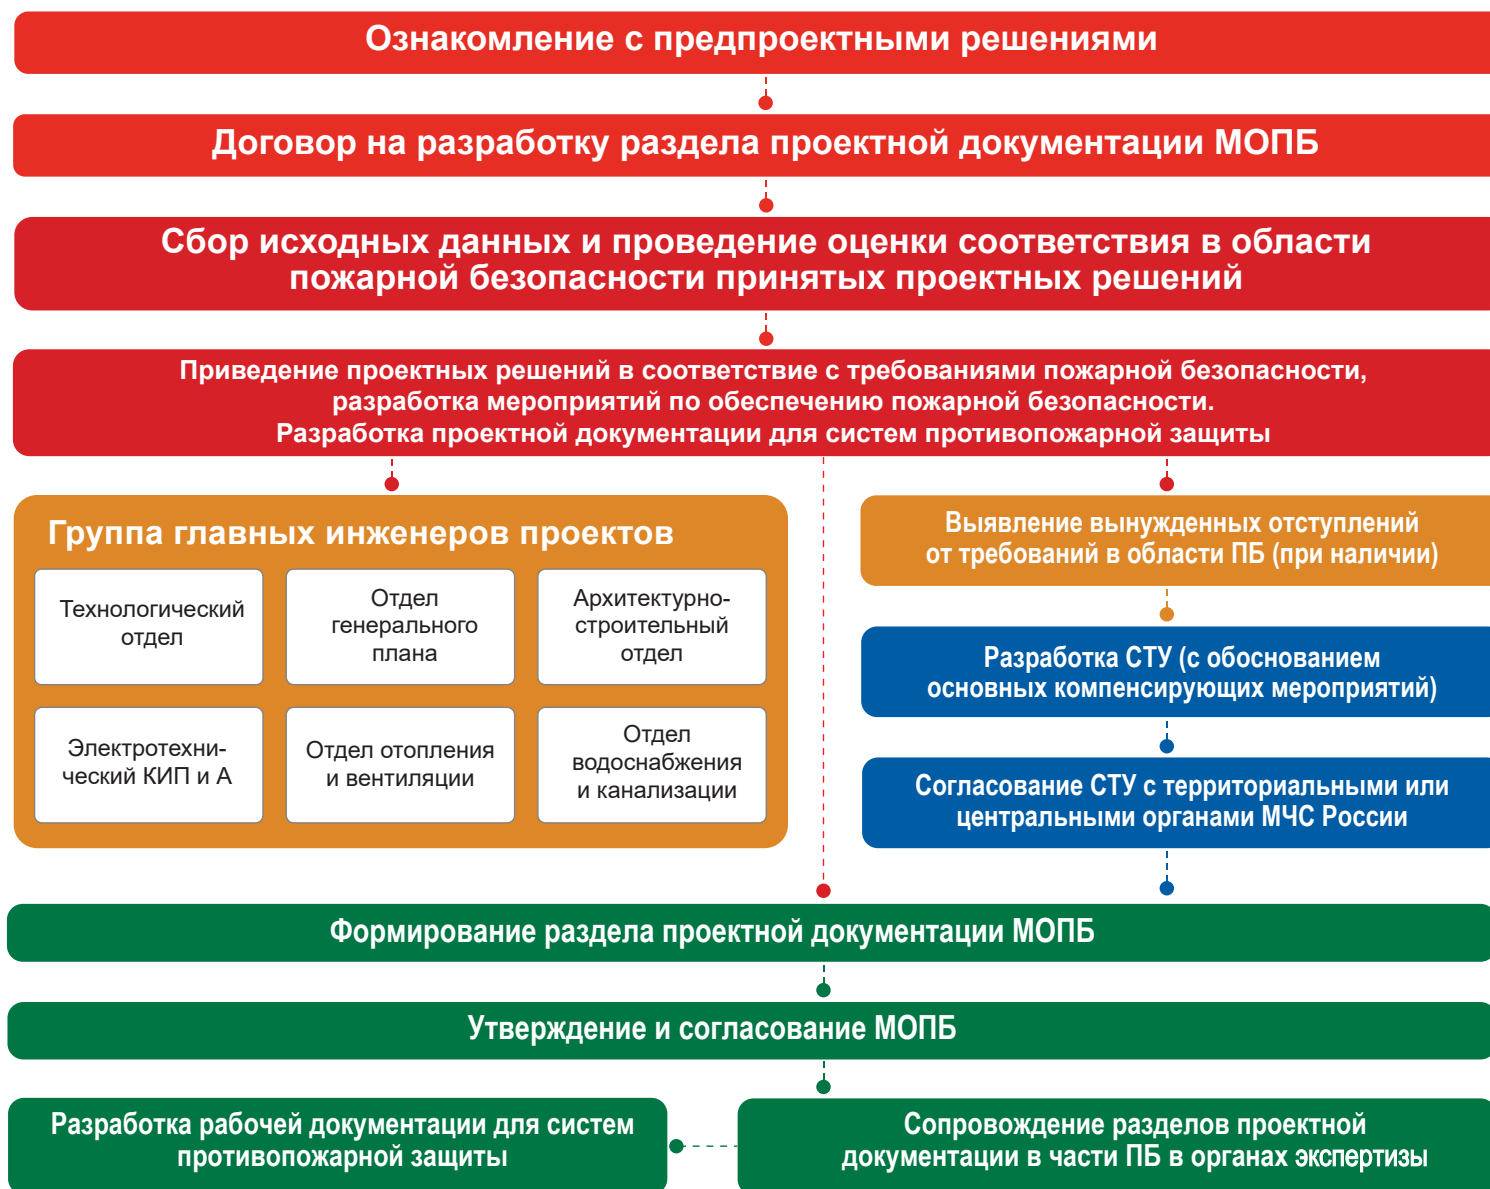 Ознакомление с предпроектными решениями
Договор на разработку раздела проектной документации МОПБ
Сбор исходных данных и проведение оценки соответствия в области
пожарной безопасности принятых проектных решений
Приведение проектных решений в соответствие с требованиями пожарной безопасности,
разработка мероприятий по обеспечению пожарной безопасности.
Разработка проектной документации для систем противопожарной защиты
Группа главных инженеров проектов
Технологический
отдел
Отдел
генерального
плана
Архитектурно-
строительный
отдел
Электротехни-
ческий КИП и А
Отдел отопления
и вентиляции
Отдел
водоснабжения
и канализации
Выявление вынужденных отступлений
от требований в области ПБ (при наличии)
Разработка СТУ (с обоснованием
основных компенсирующих мероприятий)
Согласование СТУ с территориальными или
центральными органами МЧС России
Формирование раздела проектной документации МОПБ
Утверждение и согласование МОПБ
Разработка рабочей документации для систем
противопожарной защиты
Сопровождение разделов проектной
документации в части ПБ в органах экспертизы